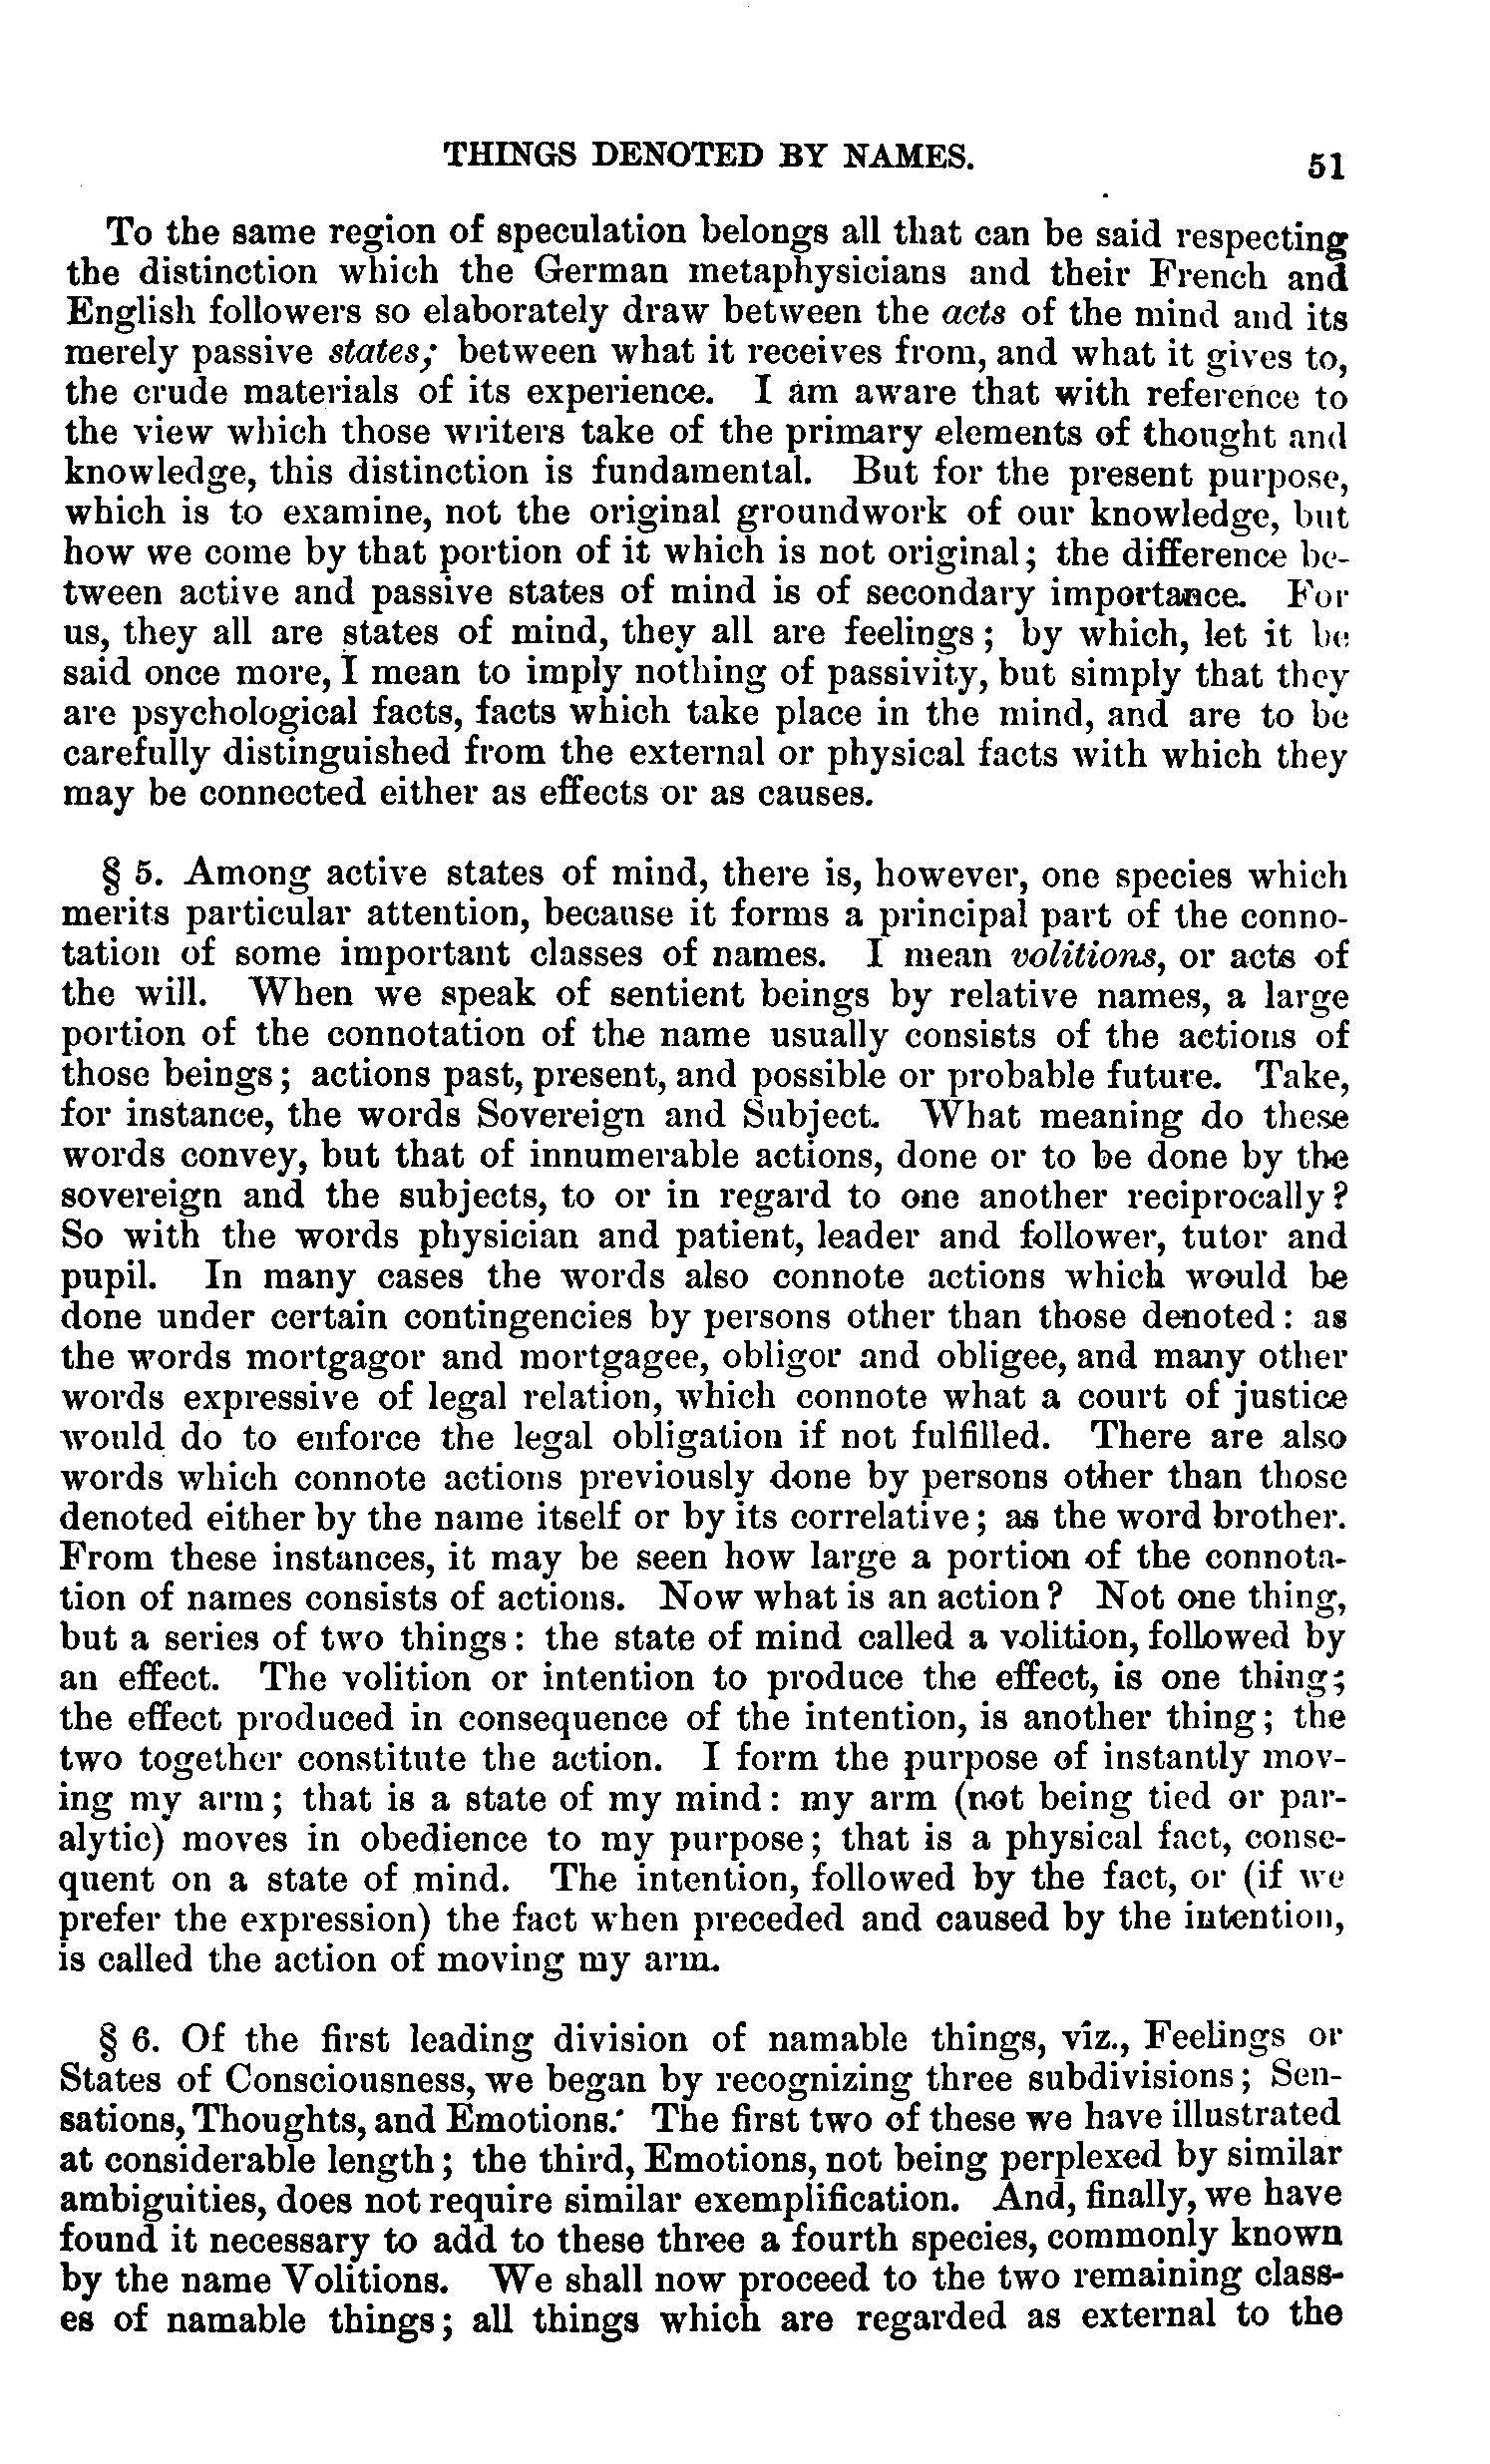 THINGS DENOTED BY NAMES. 51
To the same region of speculation belongs all that can be said respecting
the distinction which the German metaphysicians and their French and
English followers so elaborately draw between the acts of the mind and its
merely passive states; between what it receives from, and what it gives to,
the crude materials of its experience. I am aware that with reference to
the view which those writers take of the primary elements of thought and
knowledge, this distinction is fundamental. But for the present purpose,
which is to examine, not the original groundwork of our knowledge, but
how we come by that portion of it which is not original; the difference be-
tween active and passive states of mind is of secondary importance. For
us, they all are states of mind, they all are feelings; by which, let it be
said once more, I mean to imply nothing of passivity, but simply that they
are psychological facts, facts which take place in the mind, and are to be
carefully distinguished from the external or physical facts with which they
may be connected either as effects or as causes.
§ 5. Among active states of mind, there is, however, one species which
merits particular attention, because it forms a principal part of the conno-
tation of some important classes of names. I mean volitions, or acts of
the will. When we speak of sentient beings by relative names, a large
portion of the connotation of the name usually consists of the actions of
those beings; actions past, present, and possible or probable future. Take,
for instance, the words Sovereign and Subject. What meaning do these
words convey, but that of innumerable actions, done or to be done by the
sovereign and the subjects, to or in regard to one another reciprocally?
So with the words physician and patient, leader and follower, tutor and
pupil. In many cases the words also connote actions which would be
done under certain contingencies by persons other than those denoted: as
the words mortgagor and mortgagee, obligor and obligee, and many other
words expressive of legal relation, which connote what a court of justice
would do to enforce the legal obligation if not fulfilled. There are also
words which connote actions previously done by persons other than those
denoted either by the name itself or by its correlative; as the word brother.
From these instances, it may be seen how large a portion of the connota-
tion of names consists of actions. Now what is an action? Not one thing,
but a series of two things: the state of mind called a volition, followed by
an effect. The volition or intention to produce the effect, is one thing;
the effect produced in consequence of the intention, is another thing; the
two together constitute the action. I form the purpose of instantly mov-
ing my arm; that is a state of my mind: my arm (not being tied or par-
alytic) moves in obedience to my purpose; that is a physical fact, conse-
quent on a state of mind. The intention, followed by the fact, or (if we
prefer the expression) the fact when preceded and caused by the intention,
is called the action of moving my arm.
§ 6. Of the first leading division of namable things, viz., Feelings or
States of Consciousness, we began by recognizing three subdivisions; Sen-
sations, Thoughts, and Emotions. The first two of these we have illustrated
at considerable length; the third, Emotions, not being perplexed by similar
ambiguities, does not require similar exemplification. And, finally, we have
found it necessary to add to these three a fourth species, commonly known
by the name Volitions. We shall now proceed to the two remaining class-
es of namable things; all things which are regarded as external to the